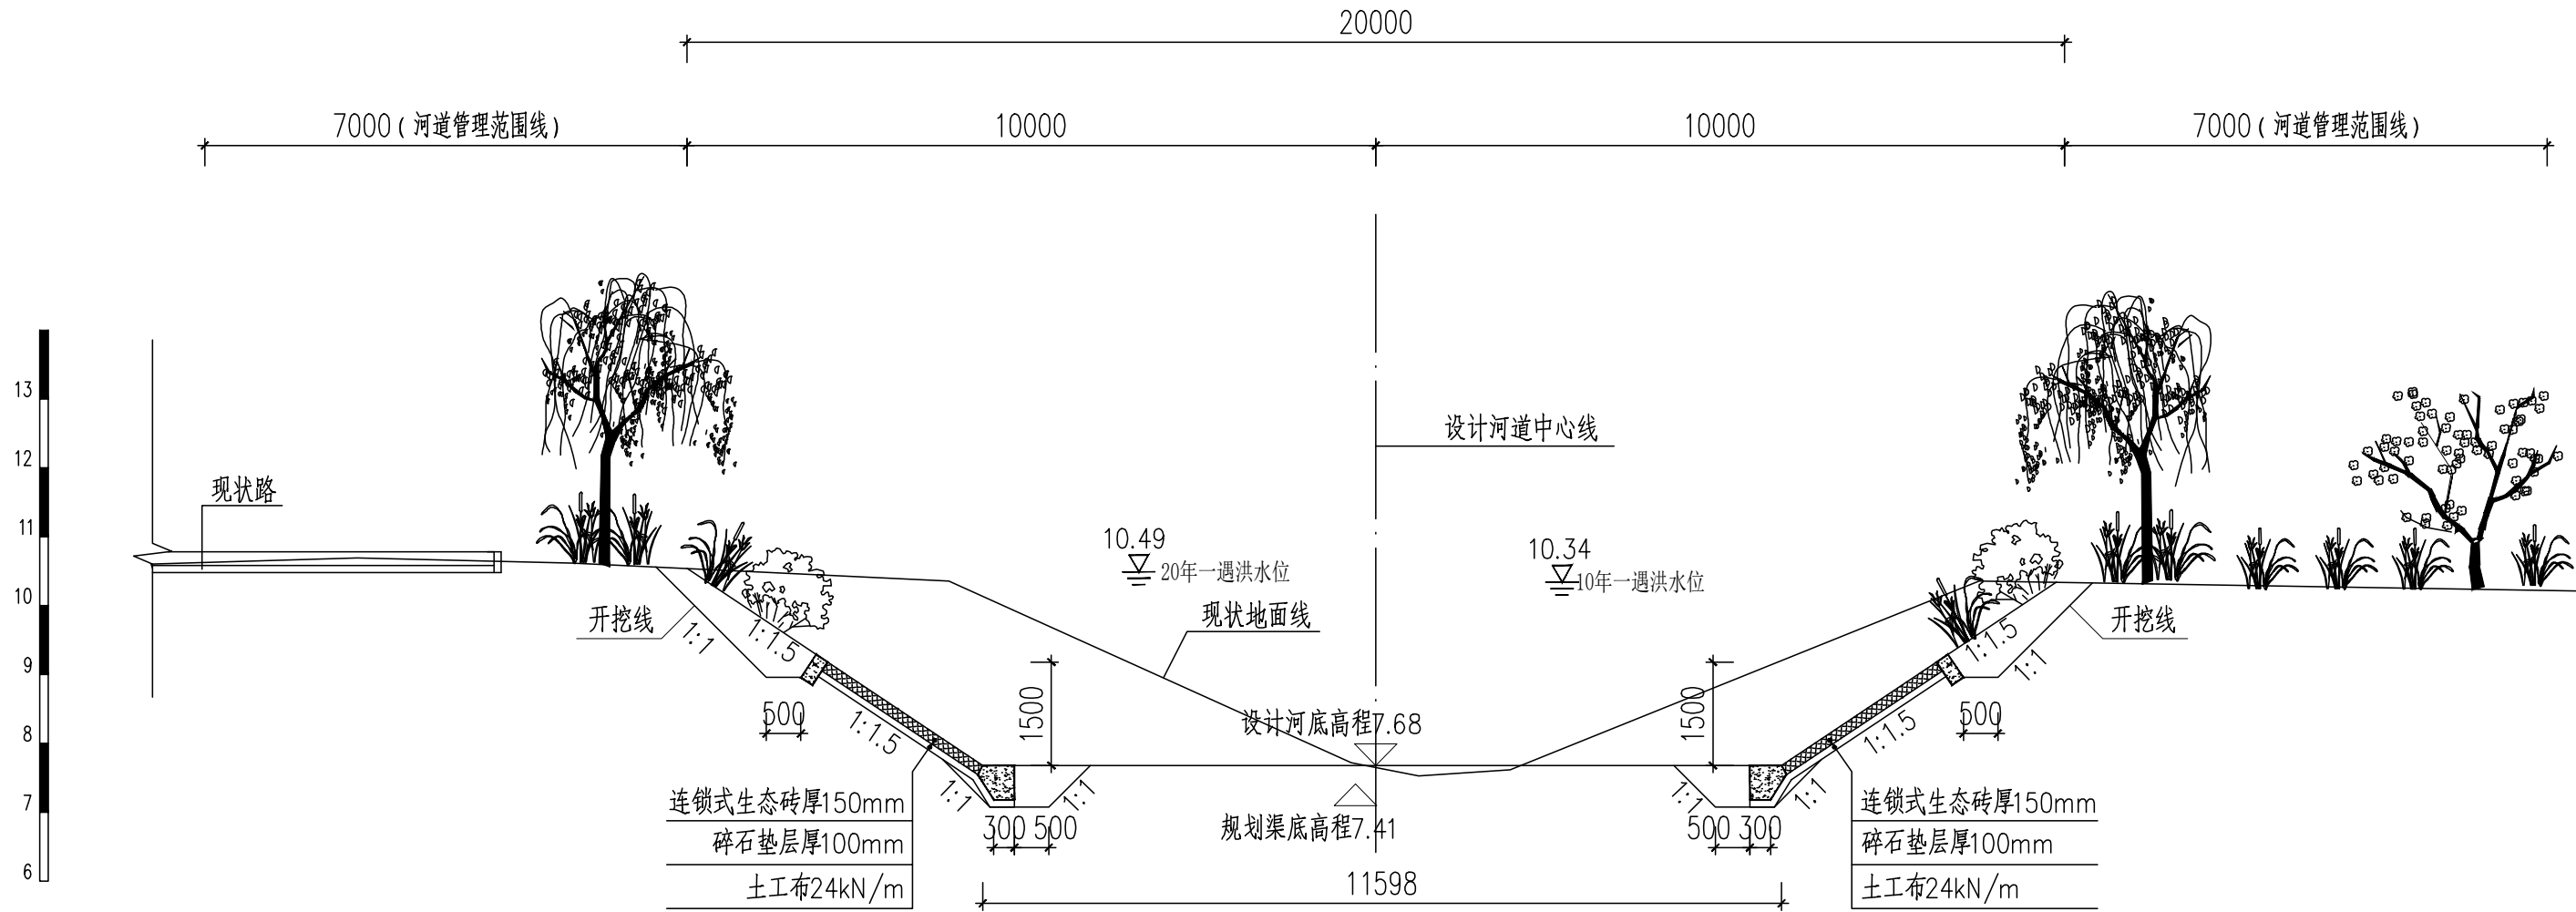 20000
7000(河道管理范围线)
10000
10000
7000(河道管理范围线)
13
12
11
10
9
8
7
6
现状路
设计河道中心线
10.49
20年一遇洪水位
10.34
10年一遇洪水位
开挖线
现状地面线
开挖线
1:1
1:1.5
1:1.5
1:1
500
1:1.5
1500
设计河底高程7.68
1500
1:1.5
500
连锁式生态砖厚150mm
碎石垫层厚100mm
土工布24kN/m
1:1
1:1
300
500
规划渠底高程7.41
1:1
1:1
500
300
连锁式生态砖厚150mm
碎石垫层厚100mm
土工布24kN/m
11598